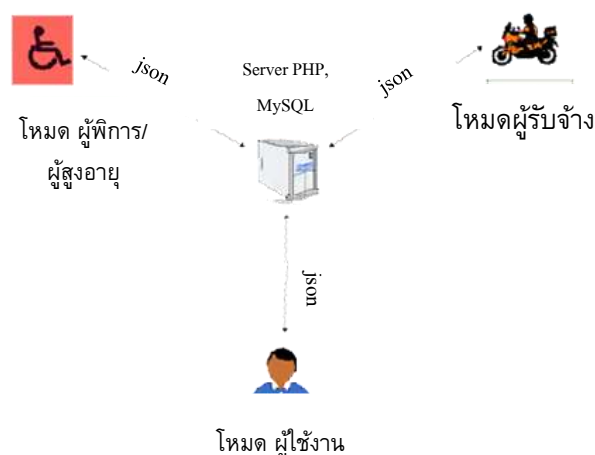 json
Server PHP,
MySQL
json
โหมด ผู้พิการ/
ผู้สูงอายุ
โหมดผู้รับจ้าง
json
โหมด ผู้ใช้งาน